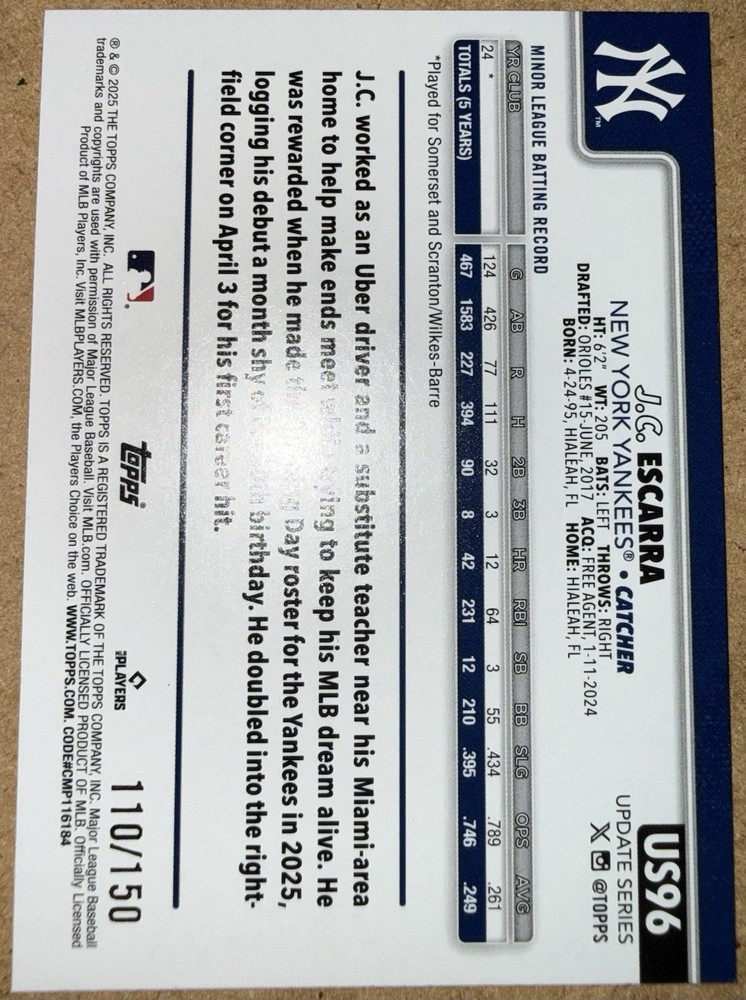 US96
UPDATE SERIES
X @TOPPS
NY
TM
J.C. ESCARRA
NEW YORK YANKEES® • CATCHER
HT: 6'2" WT: 205 BATS: LEFT THROWS: RIGHT
DRAFTED: ORIOLES #15-JUNE, 2017 ACQ: FREE AGENT, 1-11-2024
BORN: 4-24-95, HIALEAH, FL HOME: HIALEAH, FL
MINOR LEAGUE BATTING RECORD
YR CLUB G AB R H 2B 3B HR RBI SB BB SLG OPS AVG
24 * 124 426 77 111 32 3 12 64 3 55 .434 .789 .261
TOTALS (5 YEARS) 467 1583 227 394 90 8 42 231 12 210 .395 .746 .249
*Played for Somerset and Scranton/Wilkes-Barre
J.C. worked as an Uber driver and a substitute teacher near his Miami-area
home to help make ends meet while trying to keep his MLB dream alive. He
was rewarded when he made Day roster for the Yankees in 2025,
logging his debut a month shy birthday. He doubled into the right-
field corner on April 3 for his first career hit.
topps
PLAYERS
110/150
® & © 2025 THE TOPPS COMPANY, INC. ALL RIGHTS RESERVED. TOPPS IS A REGISTERED TRADEMARK OF THE TOPPS COMPANY, INC. Major League Baseball
trademarks and copyrights are used with permission of Major League Baseball. Visit MLB.com. OFFICIALLY LICENSED PRODUCT OF MLB. Officially Licensed
Product of MLB Players, Inc. Visit MLBPLAYERS.COM, the Players Choice on the web. WWW.TOPPS.COM. CODE#CMP116184